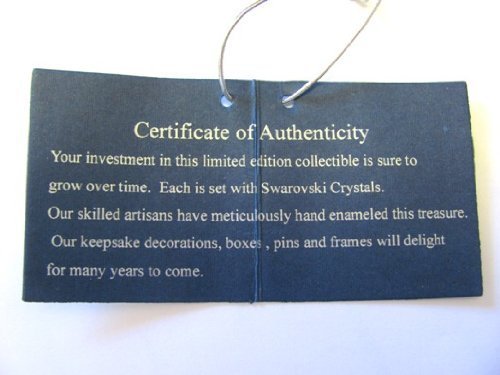 Certificate of Authenticity
Your investment in this limited edition collectible is sure to
grow over time. Each is set with Swarovski Crystals.
Our skilled artisans have meticulously hand enameled this treasure.
Our keepsake decorations, boxes , pins and frames will delight
for many years to come.